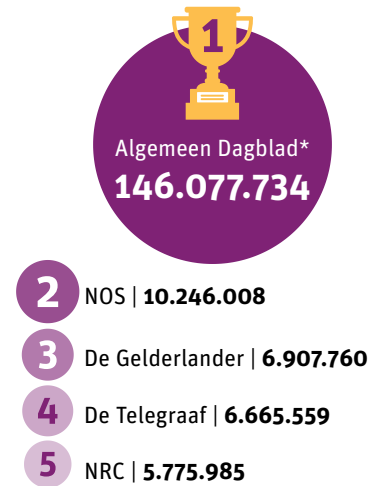 1
Algemeen Dagblad*
146.077.734
2 NOS | 10.246.008
3 De Gelderlander | 6.907.760
4 De Telegraaf | 6.665.559
5 NRC | 5.775.985